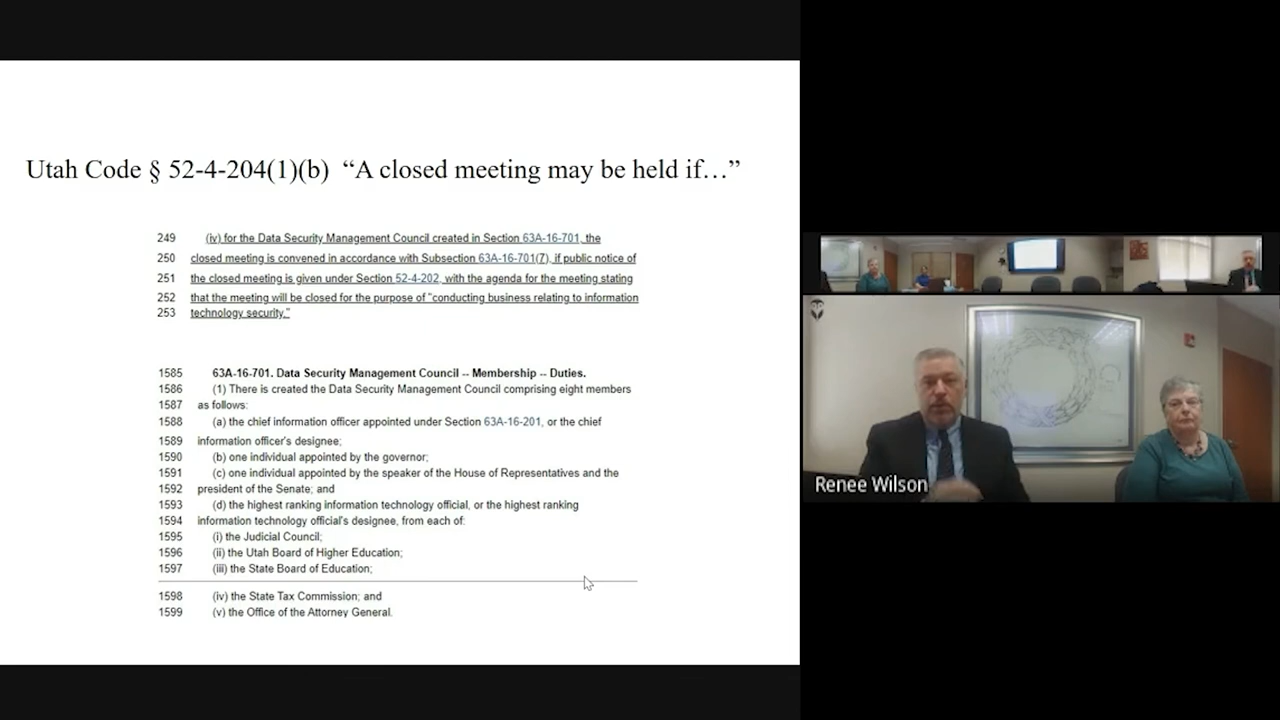 Utah Code § 52-4-204(1)(b) “A closed meeting may be held if…”
249 (iv) for the Data Security Management Council created in Section 63A-16-701, the
250 closed meeting is convened in accordance with Subsection 63A-16-701(7), if public notice of
251 the closed meeting is given under Section 52-4-202, with the agenda for the meeting stating
252 that the meeting will be closed for the purpose of "conducting business relating to information
253 technology security,"
1585 63A-16-701. Data Security Management Council -- Membership -- Duties.
1586 (1) There is created the Data Security Management Council comprising eight members
1587 as follows:
1588 (a) the chief information officer appointed under Section 63A-16-201, or the chief
1589 information officer's designee;
1590 (b) one individual appointed by the governor;
1591 (c) one individual appointed by the speaker of the House of Representatives and the
1592 president of the Senate; and
1593 (d) the highest ranking information technology official, or the highest ranking
1594 information technology official's designee, from each of:
1595 (i) the Judicial Council;
1596 (ii) the Utah Board of Higher Education;
1597 (iii) the State Board of Education;
1598 (iv) the State Tax Commission; and
1599 (v) the Office of the Attorney General.
Renee Wilson